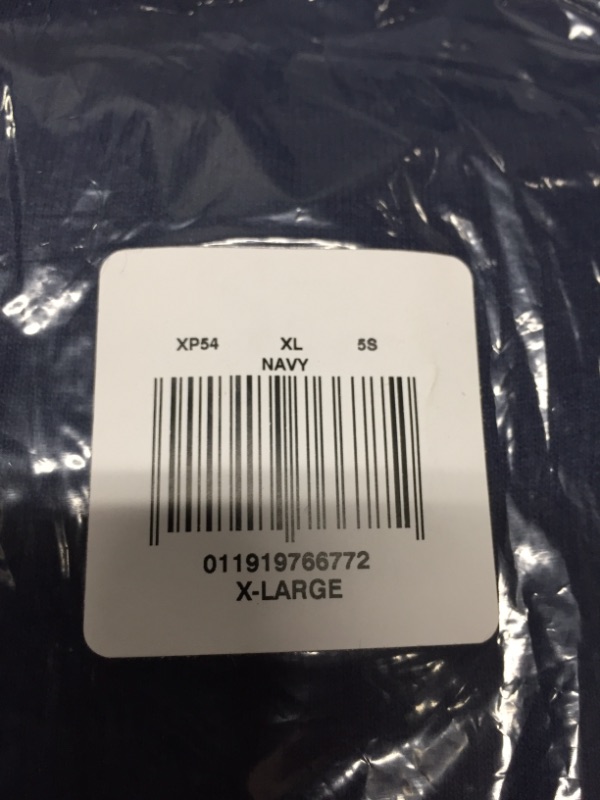 XP54 XL 5S
NAVY
011919766772
X-LARGE